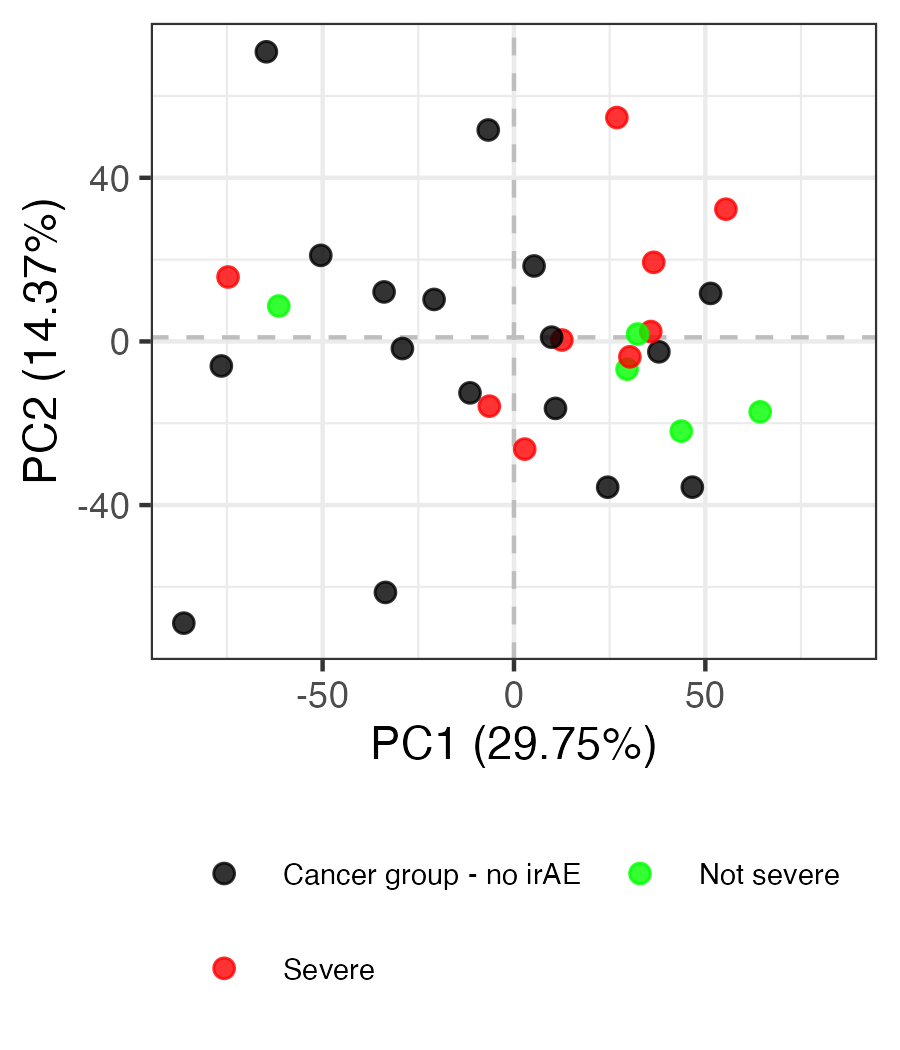 40
0
-40
PC2 (14.37%)
-50 0 50
PC1 (29.75%)
Cancer group - no irAE Not severe
Severe